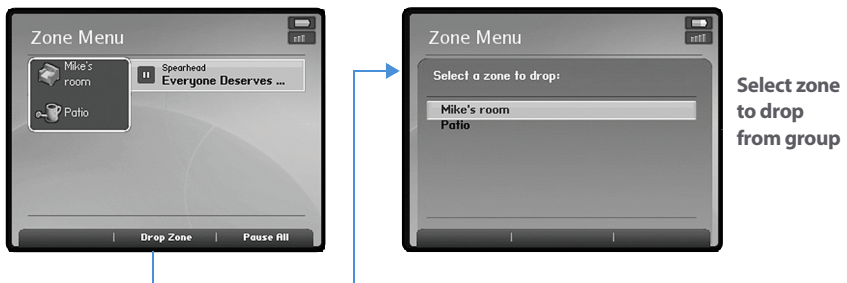 Zone Menu
Mike's
room
Patio
Spearhead
Everyone Deserves ...
Drop Zone | Pause All
Zone Menu
Select a zone to drop:
Mike's room
Patio
Select zone
to drop
from group